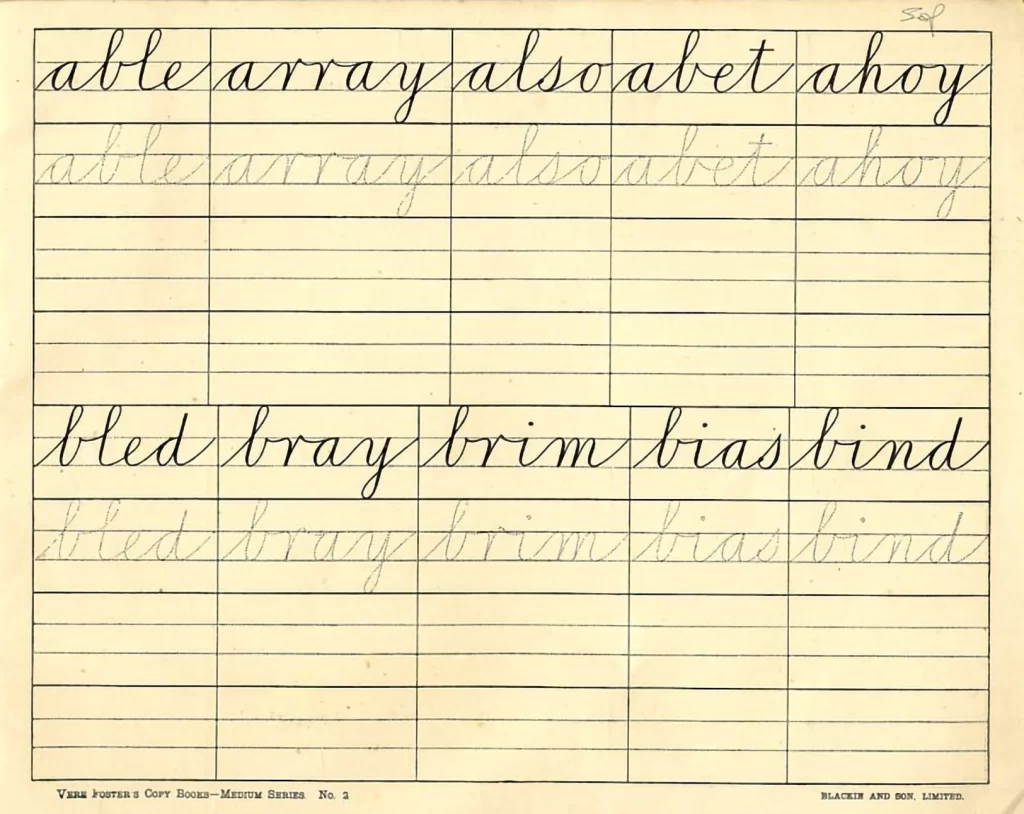 able array also abet ahoy
able array also abet ahoy
bled bray brim bias bind
bled bray brim bias bind
VERE FOSTER'S COPY BOOKS—MEDIUM SERIES. No. 2
BLACKIE AND SON, LIMITED.